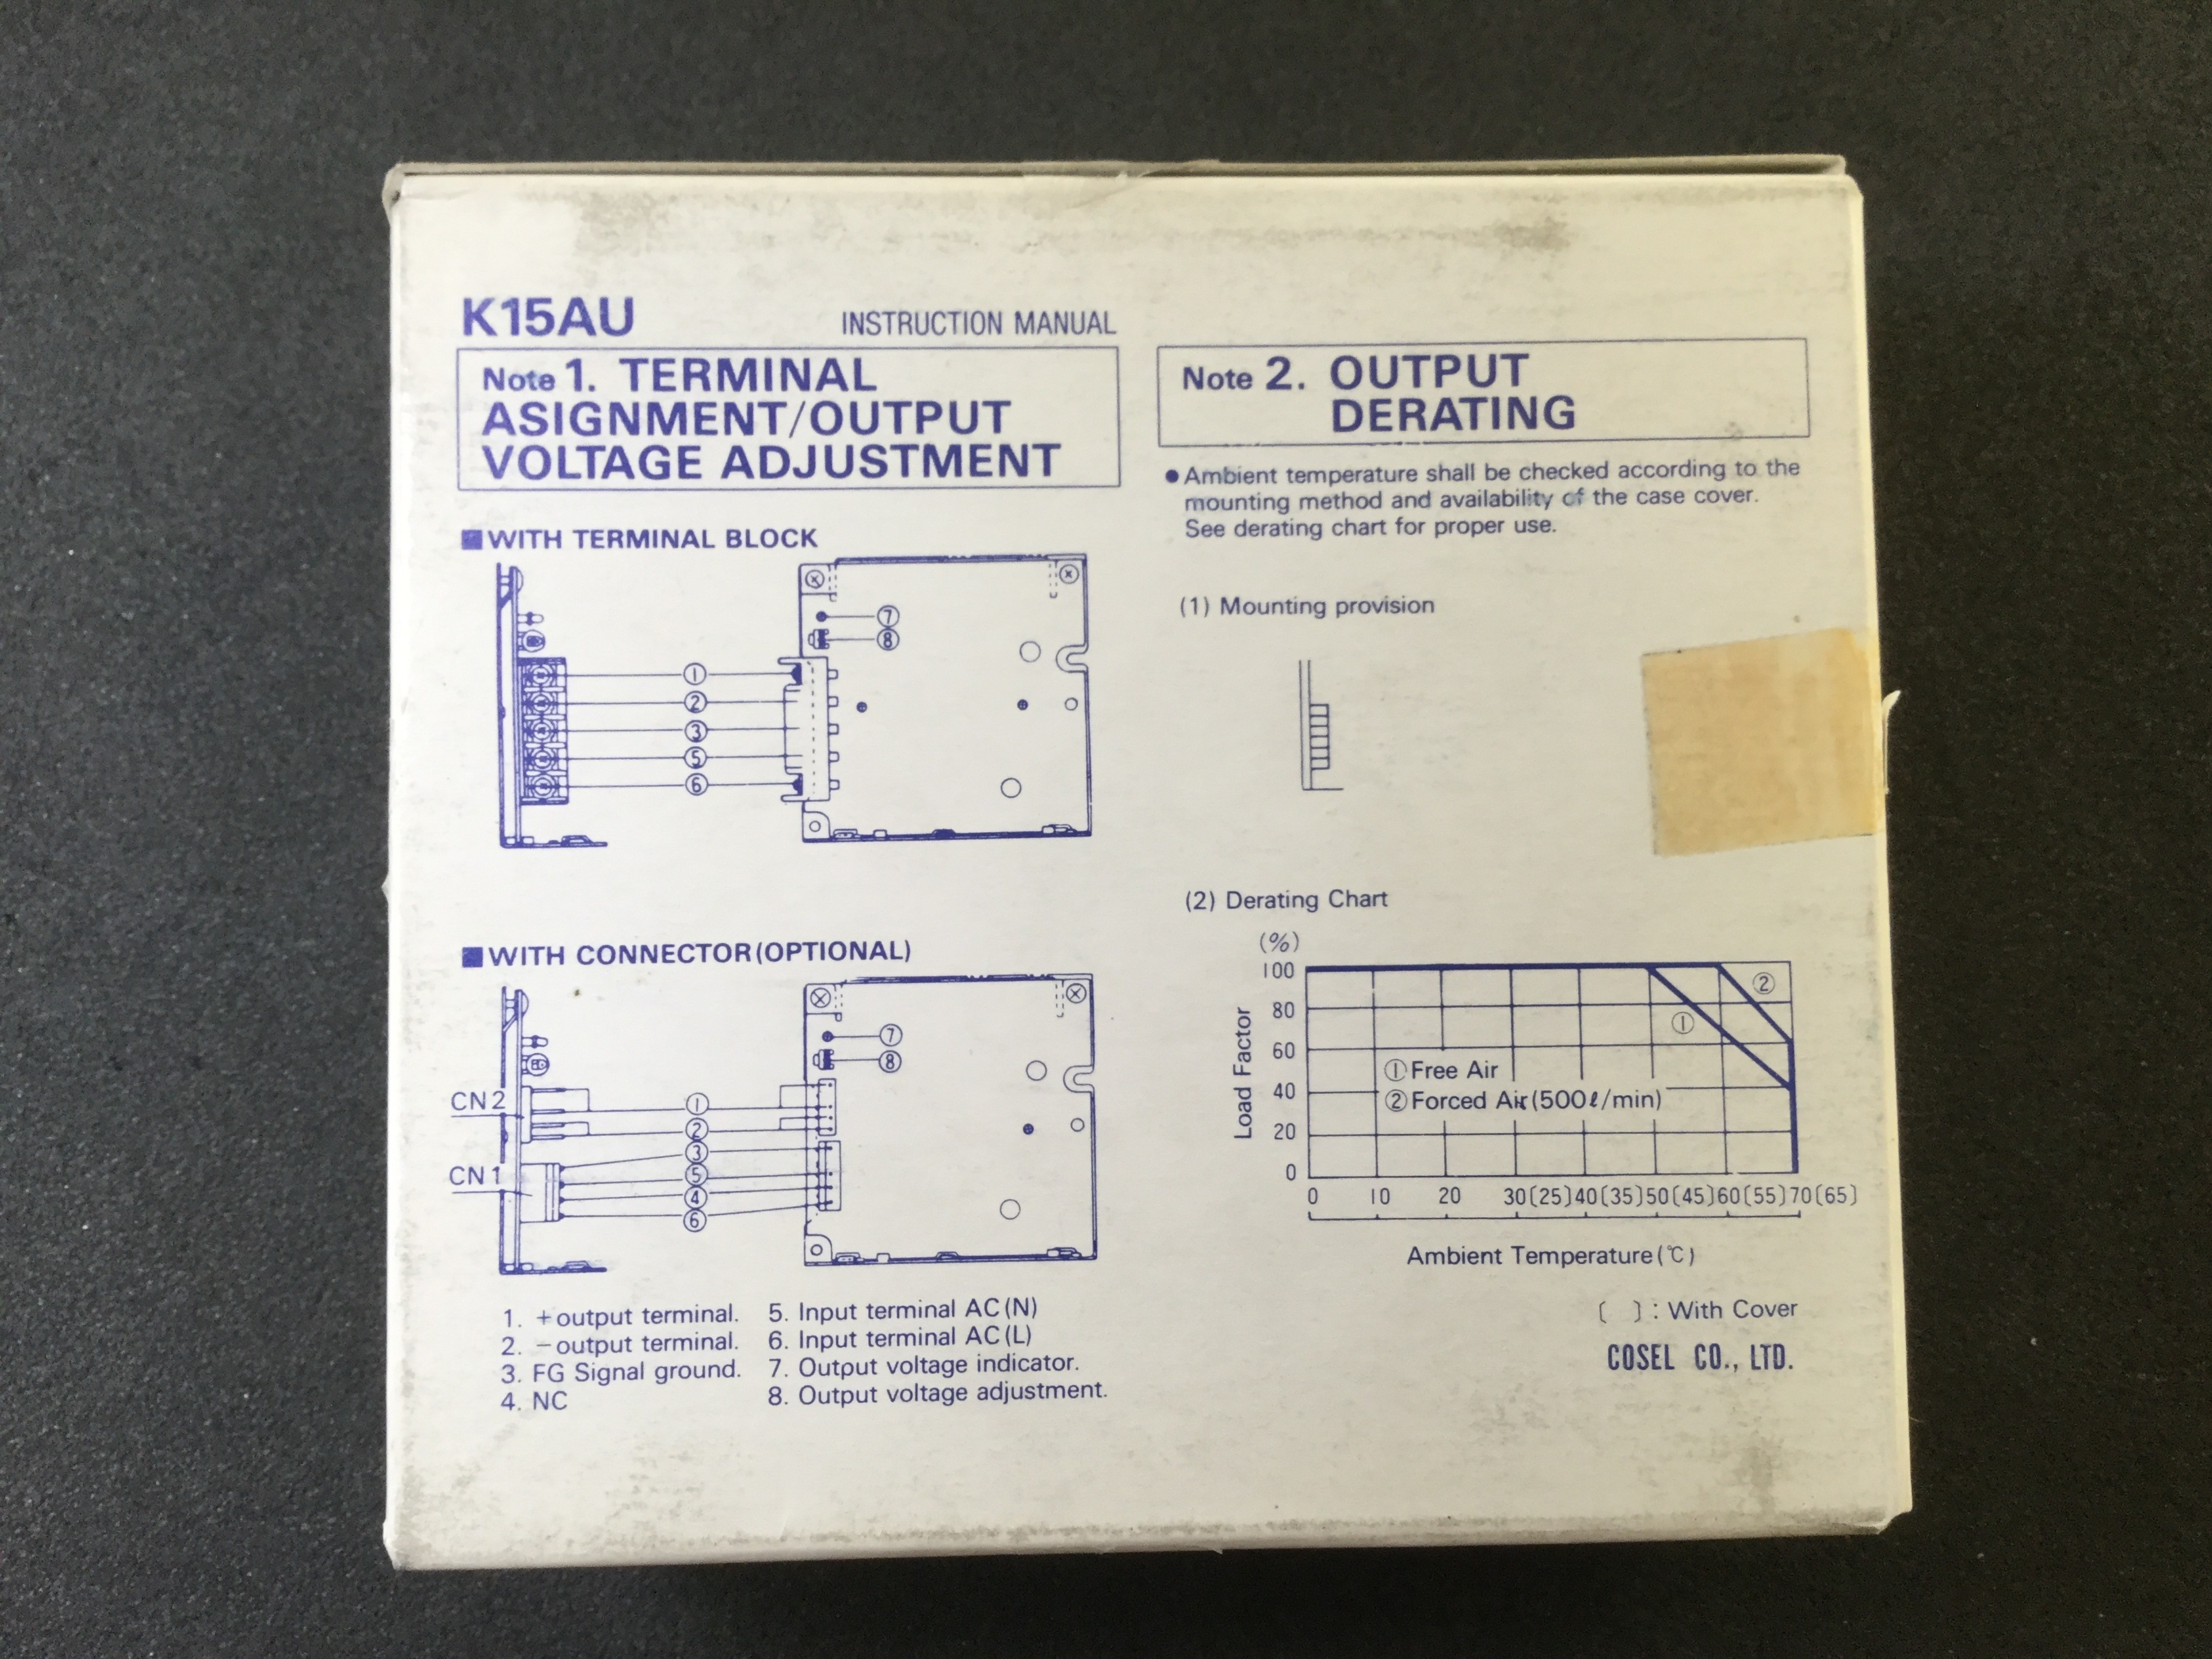 K15AU INSTRUCTION MANUAL
Note 1. TERMINAL
ASIGNMENT/OUTPUT
VOLTAGE ADJUSTMENT
■WITH TERMINAL BLOCK
⑦
⑧
①
②
③
⑤
⑥
■WITH CONNECTOR(OPTIONAL)
⑦
⑧
CN2
①
②
③
CN1
⑤
④
⑥
1. +output terminal.
2. −output terminal.
3. FG Signal ground.
4. NC
5. Input terminal AC(N)
6. Input terminal AC(L)
7. Output voltage indicator.
8. Output voltage adjustment.
Note 2. OUTPUT
DERATING
●Ambient temperature shall be checked according to the
mounting method and availability of the case cover.
See derating chart for proper use.
(1) Mounting provision
(2) Derating Chart
(%)
100
80
60
40
20
0
Load Factor
②
①
①Free Air
②Forced Air(500ℓ/min)
0 10 20 30(25)40(35)50(45)60(55)70(65)
Ambient Temperature(℃)
( ): With Cover
COSEL CO., LTD.